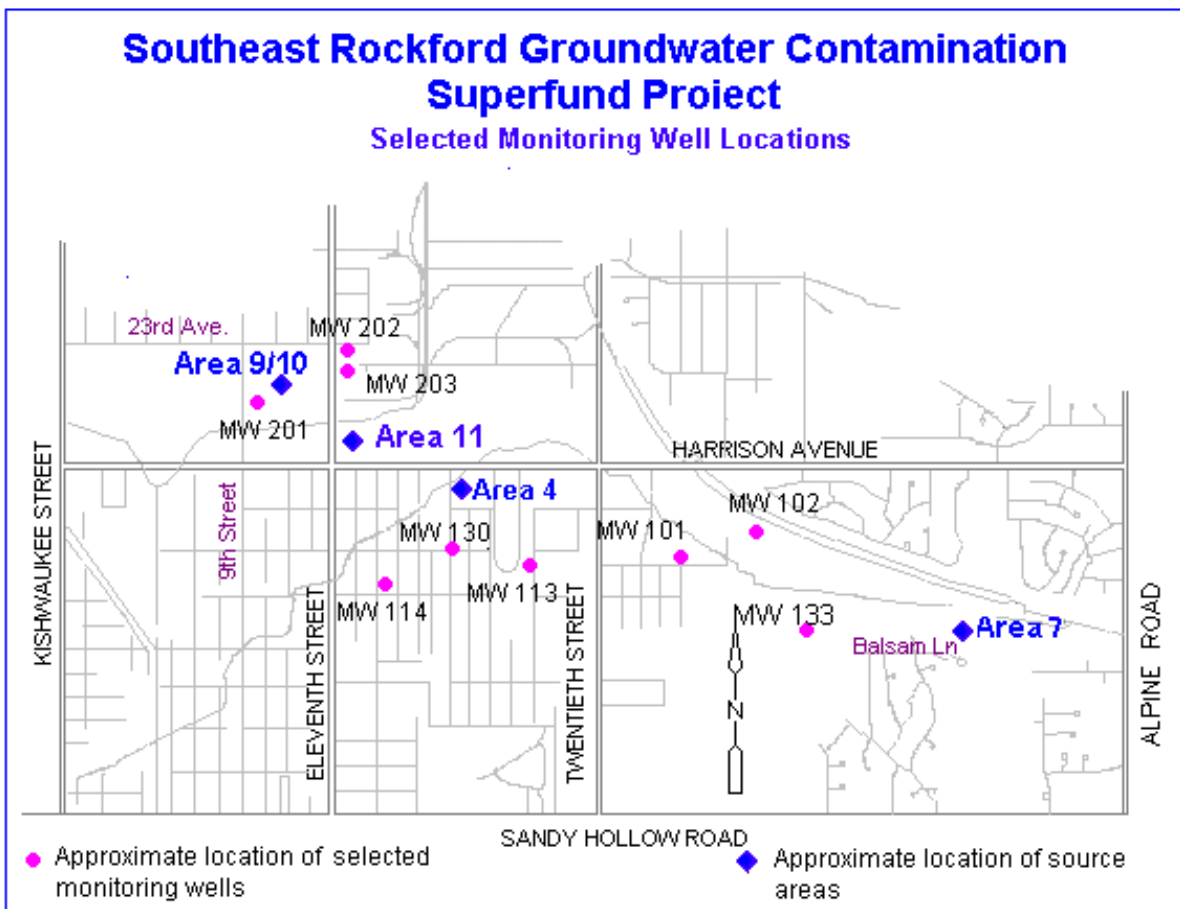 Southeast Rockford Groundwater Contamination
Superfund Project
Selected Monitoring Well Locations
23rd Ave.
MW 202
Area 9/10
MW 203
MW 201
Area 11
HARRISON AVENUE
KISHWAUKEE STREET
9th Street
ELEVENTH STREET
Area 4
MW 130
MW 114
MW 113
TWENTIETH STREET
MW 101
MW 102
MW 133
Balsam Ln
Area 7
ALPINE ROAD
N
SANDY HOLLOW ROAD
Approximate location of selected
monitoring wells
Approximate location of source
areas